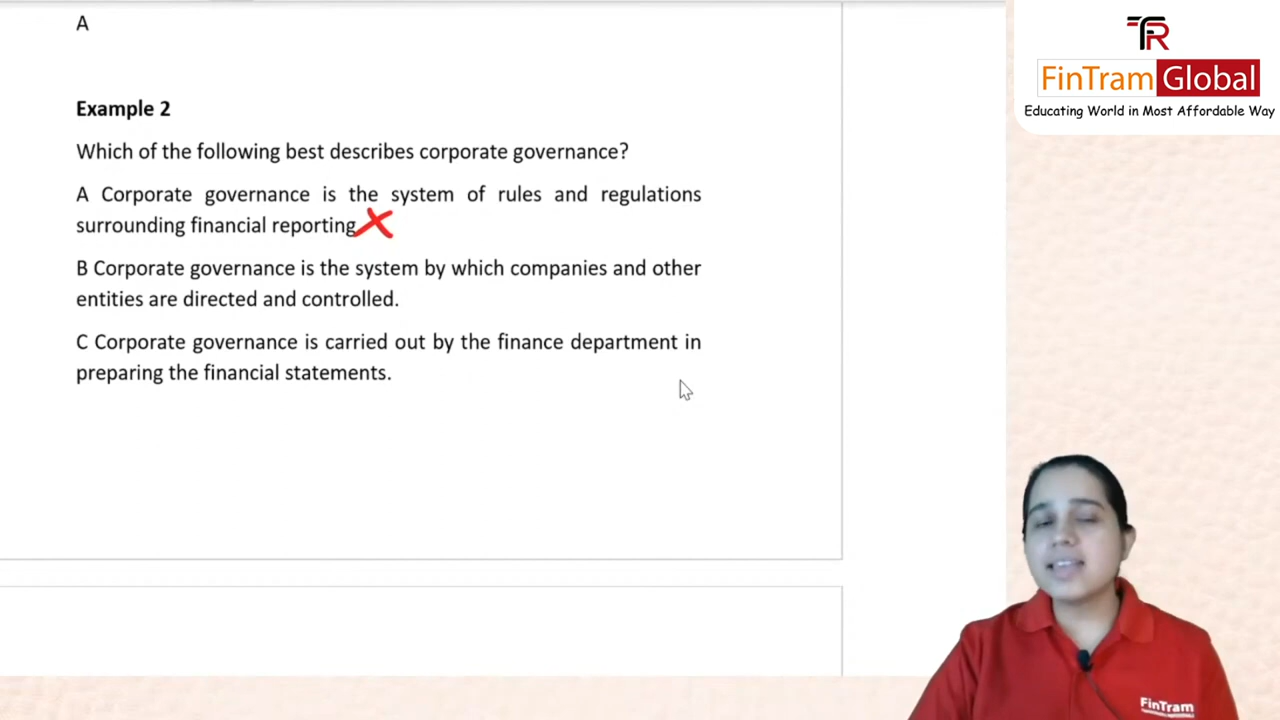 A
Example 2
Which of the following best describes corporate governance?
A Corporate governance is the system of rules and regulations
surrounding financial reporting
B Corporate governance is the system by which companies and other
entities are directed and controlled.
C Corporate governance is carried out by the finance department in
preparing the financial statements.
TR
FinTram Global
Educating World in Most Affordable Way
FinTram